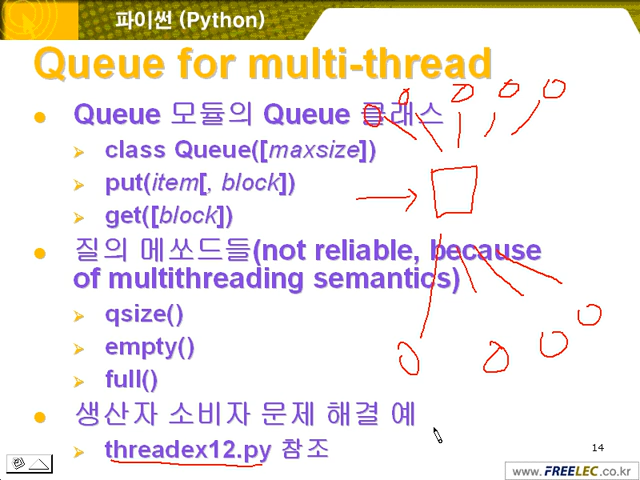 파이썬 (Python)
Queue for multi-thread
Queue 모듈의 Queue 클래스
class Queue([maxsize])
put(item[, block])
get([block])
질의 메쏘드들(not reliable, because
of multithreading semantics)
qsize()
empty()
full()
생산자 소비자 문제 해결 예
threadex12.py 참조
14
www.FREELEC.co.kr